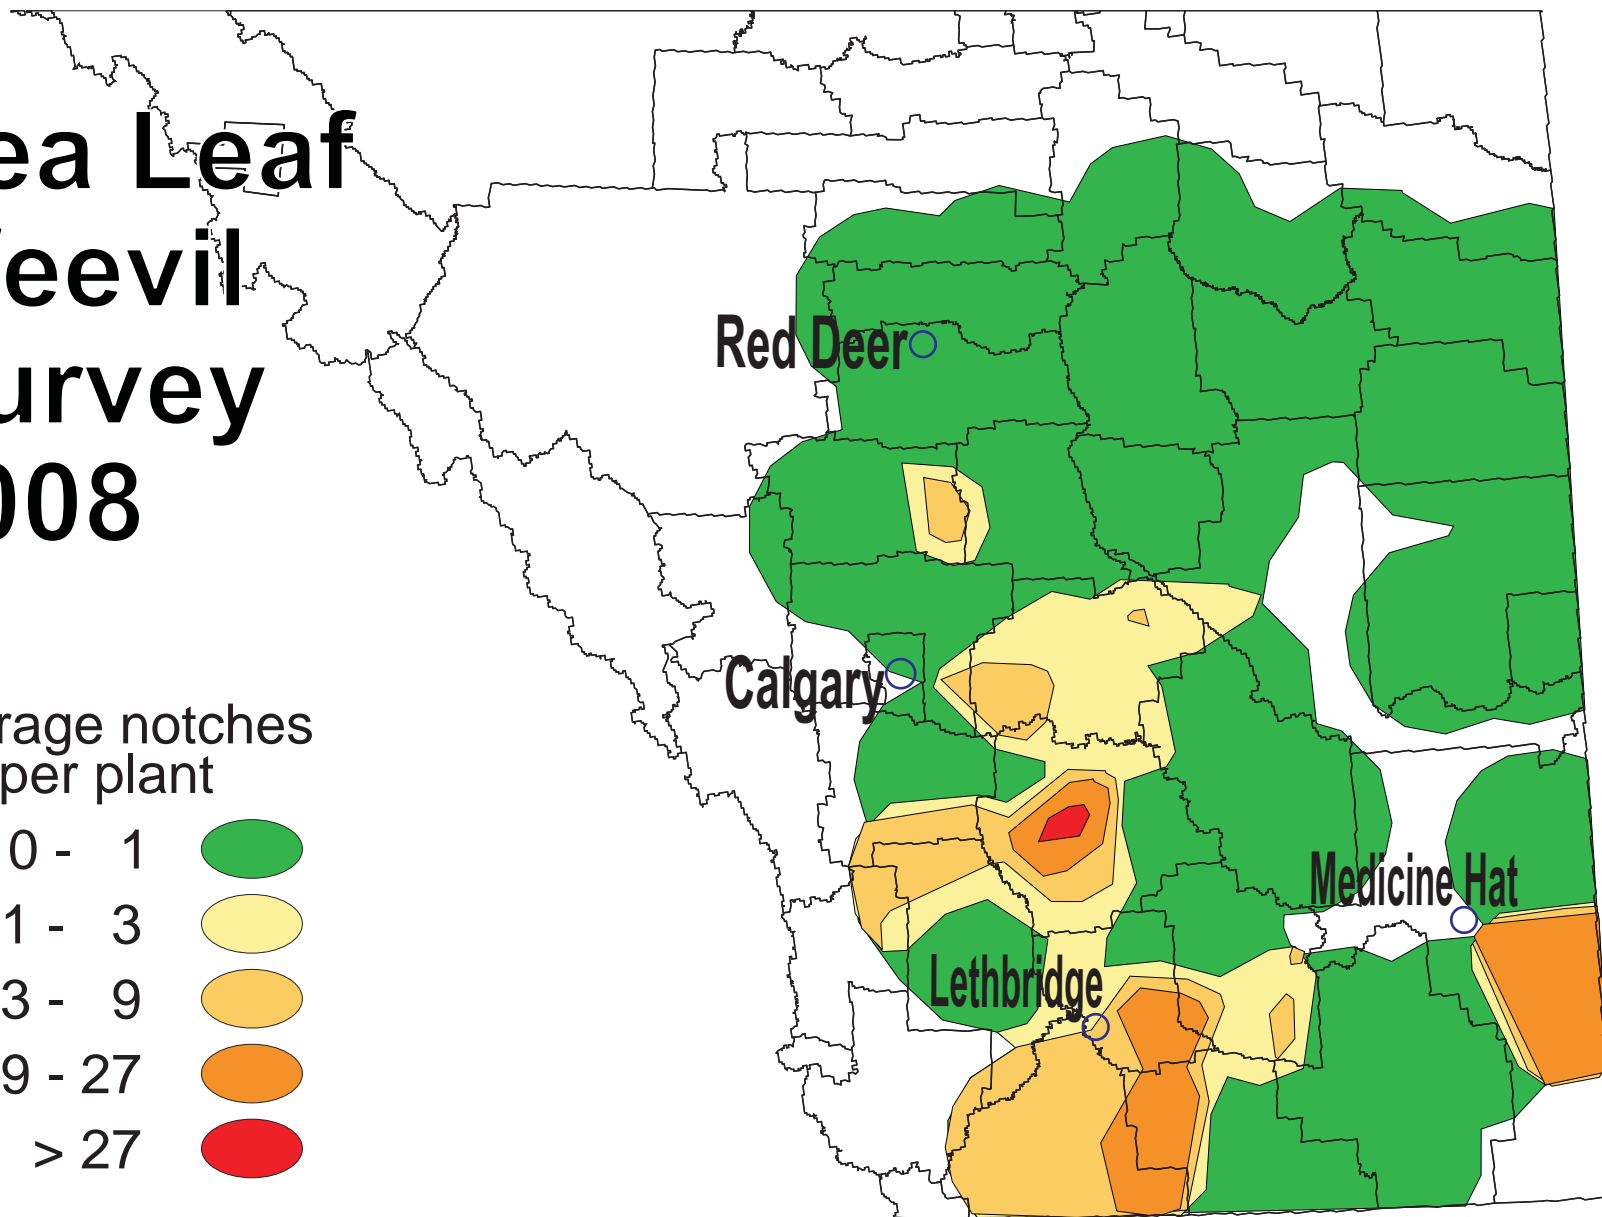 ea Leaf
eevil
urvey
008
Red Deer
Calgary
rage notches
per plant
0 - 1
1 - 3
3 - 9
9 - 27
> 27
Medicine Hat
Lethbridge